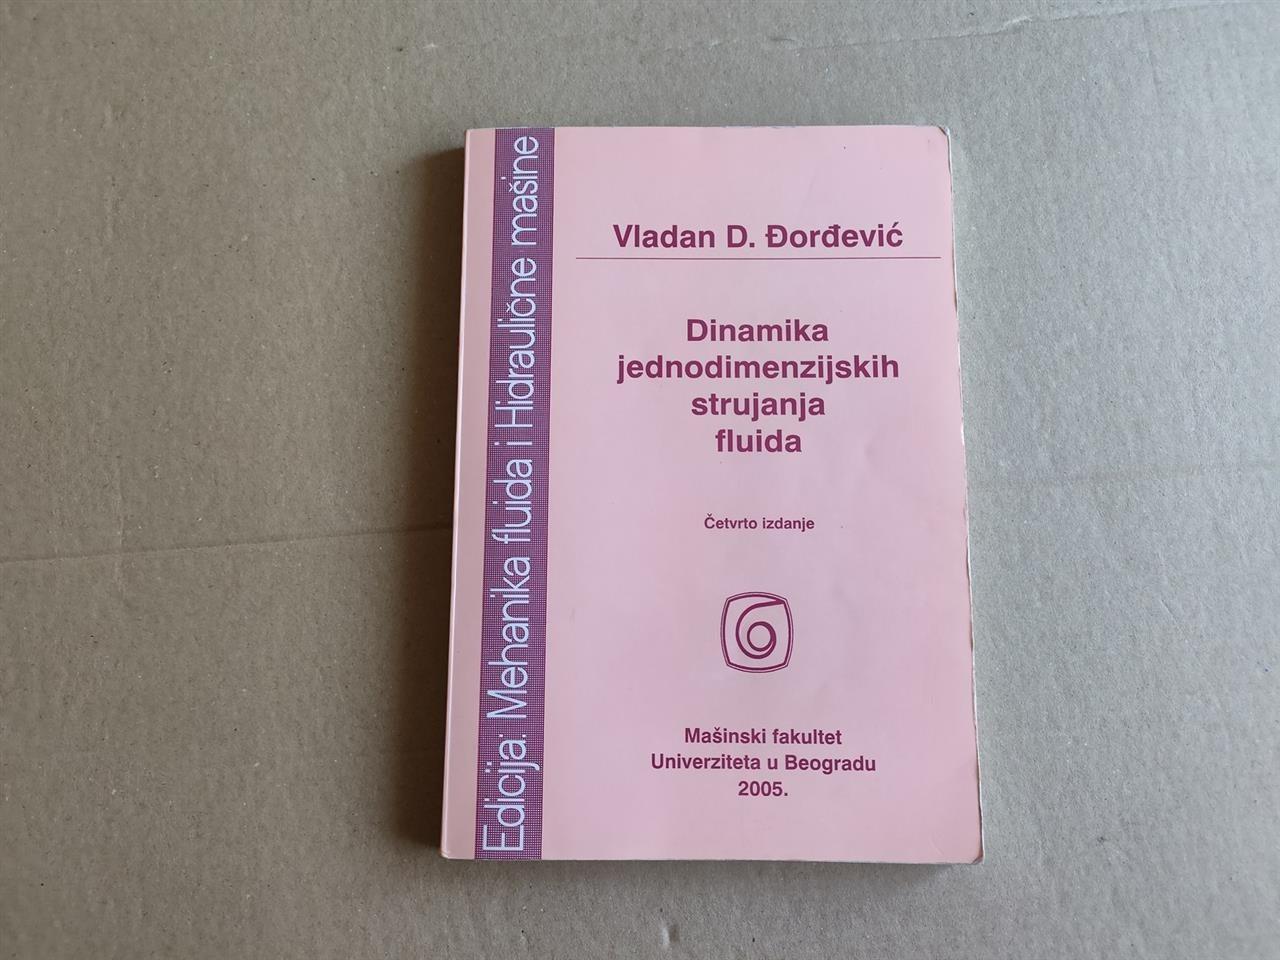 Edicija: Mehanika fluida i Hidraulične mašine
Vladan D. Đorđević
Dinamika
jednodimenzijskih
strujanja
fluida
Četvrto izdanje
Mašinski fakultet
Univerziteta u Beogradu
2005.